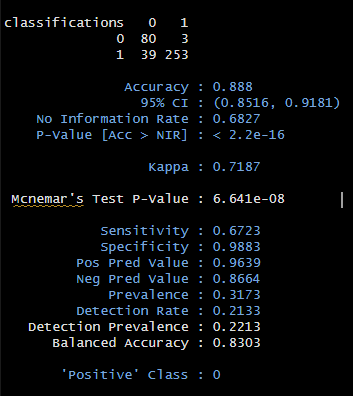 classifications 0 1
0 80 3
1 39 253
Accuracy : 0.888
95% CI : (0.8516, 0.9181)
No Information Rate : 0.6827
P-Value [Acc > NIR] : < 2.2e-16
Kappa : 0.7187
Mcnemar's Test P-Value : 6.641e-08
Sensitivity : 0.6723
Specificity : 0.9883
Pos Pred Value : 0.9639
Neg Pred Value : 0.8664
Prevalence : 0.3173
Detection Rate : 0.2133
Detection Prevalence : 0.2213
Balanced Accuracy : 0.8303
'Positive' Class : 0